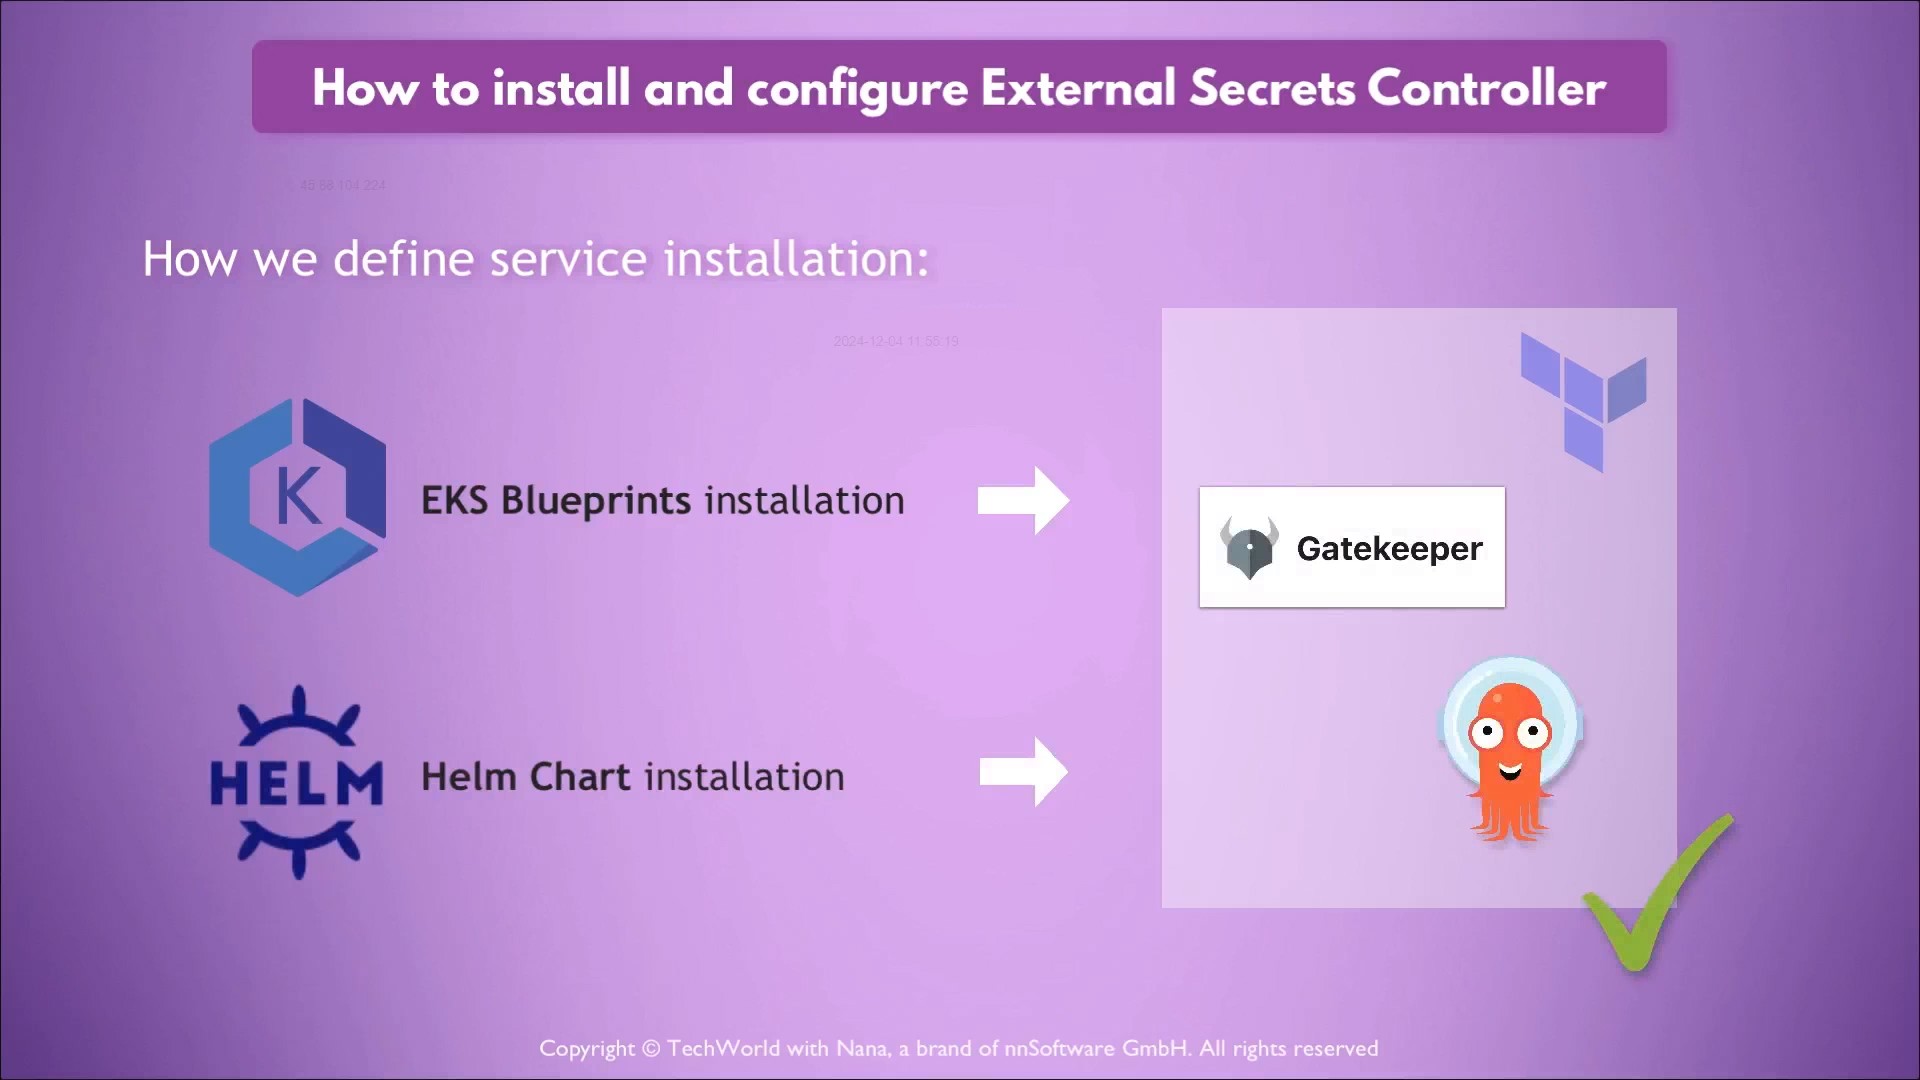 How to install and configure External Secrets Controller
45 88 104 224
How we define service installation:
2024-12-04 11:55:19
K
EKS Blueprints installation
Gatekeeper
HELM
Helm Chart installation
Copyright © TechWorld with Nana, a brand of nnSoftware GmbH. All rights reserved